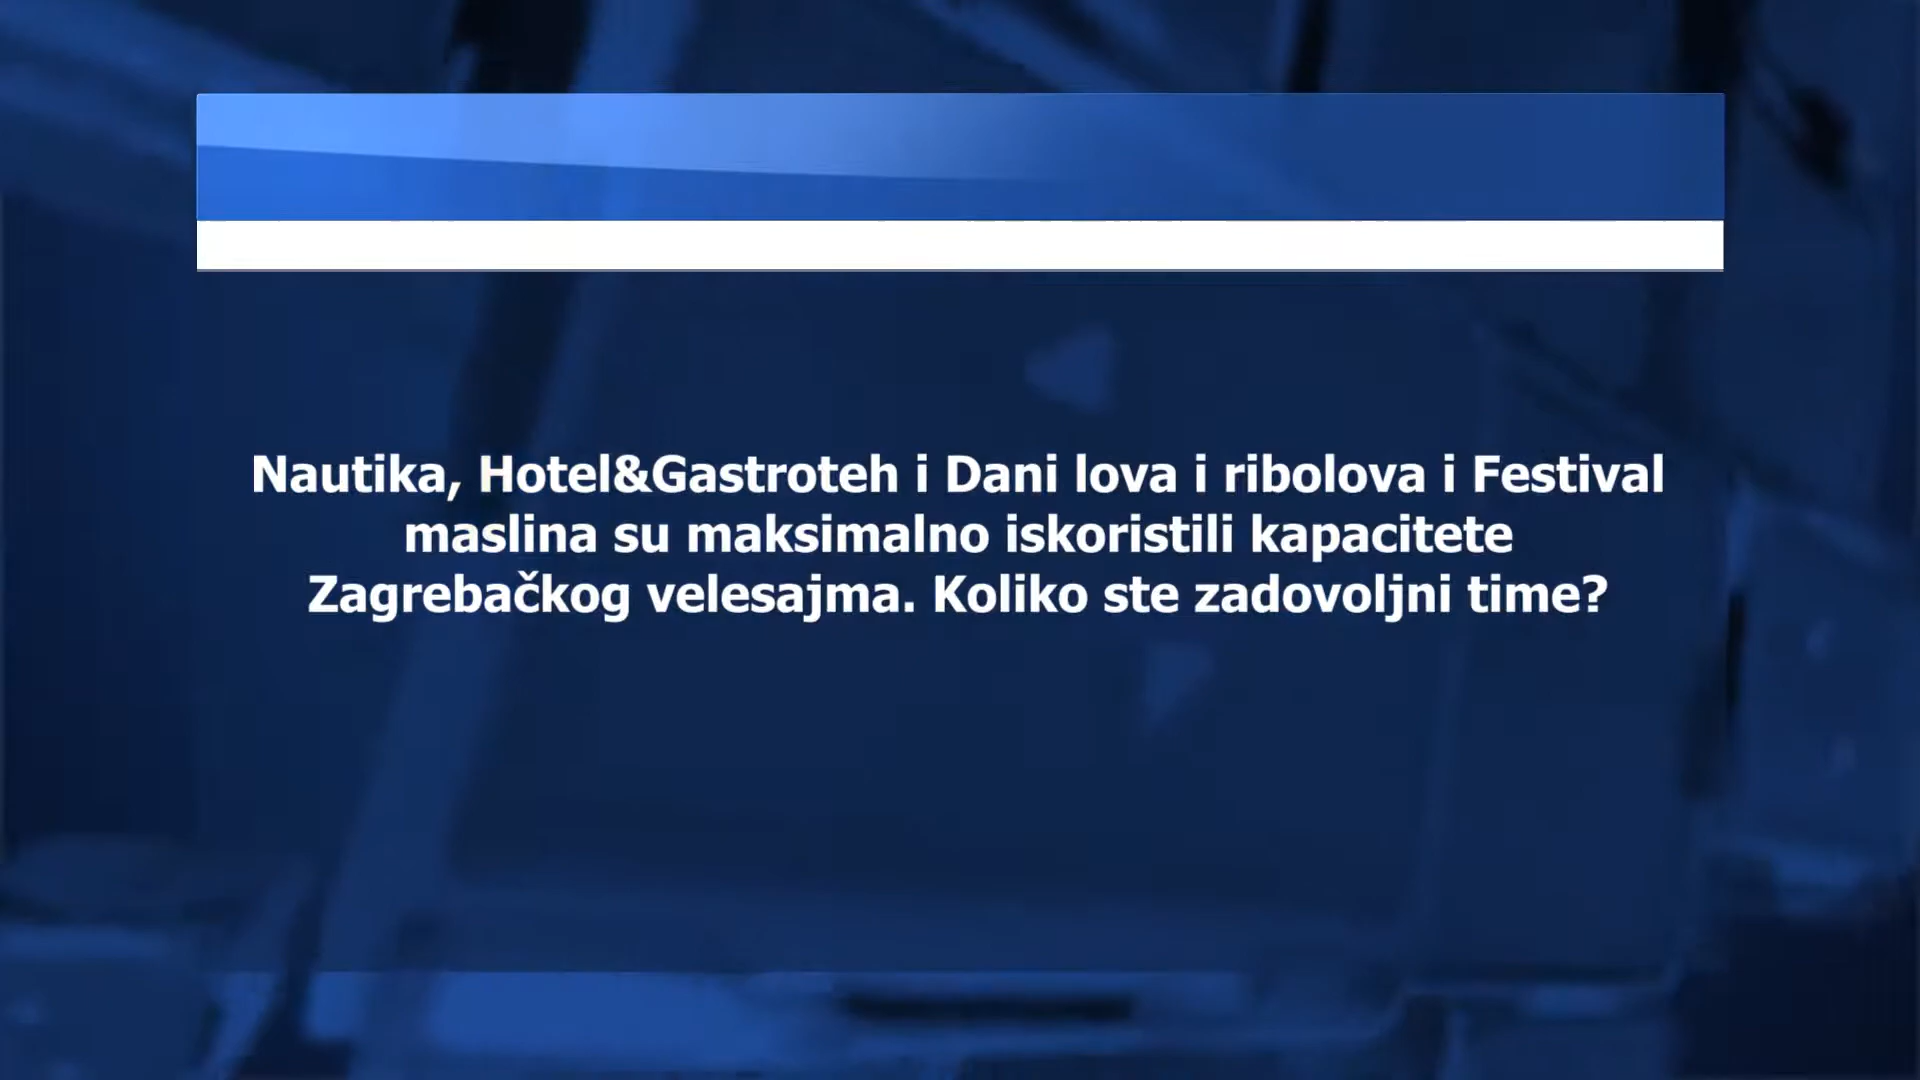 Nautika, Hotel&Gastroteh i Dani lova i ribolova i Festival
maslina su maksimalno iskoristili kapacitete
Zagrebačkog velesajma. Koliko ste zadovoljni time?